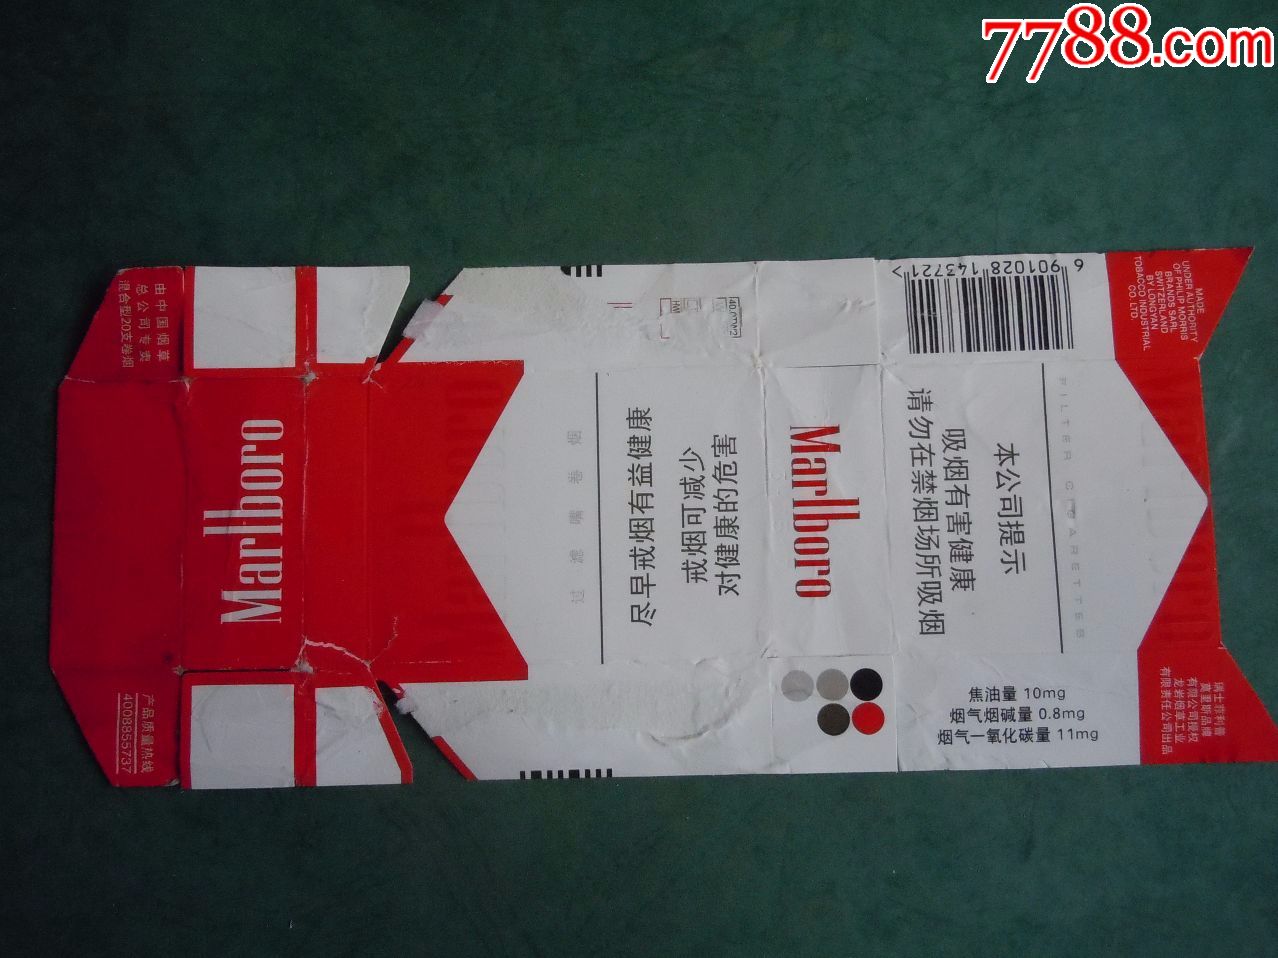 7788.com
由中国烟草
总公司专卖
混合型20支卷烟
Marlboro
产品质量热线
4008855737
过滤嘴卷烟
尽早戒烟有益健康
戒烟可减少
对健康的危害
Marlboro
6 901028 143721 >
本公司提示
吸烟有害健康
请勿在禁烟场所吸烟
FILTER CIGARETTES
MADE
UNDER AUTHORITY
OF PHILIP MORRIS
BRANDS SARL
SWITZERLAND
BY LONGYAN
TOBACCO INDUSTRIAL
CO.LTD.
焦油量 10mg
烟气烟碱量 0.8mg
烟气一氧化碳量 11mg
瑞士菲利普
莫里斯品牌
有限公司授权
龙岩烟草工业
有限责任公司出品